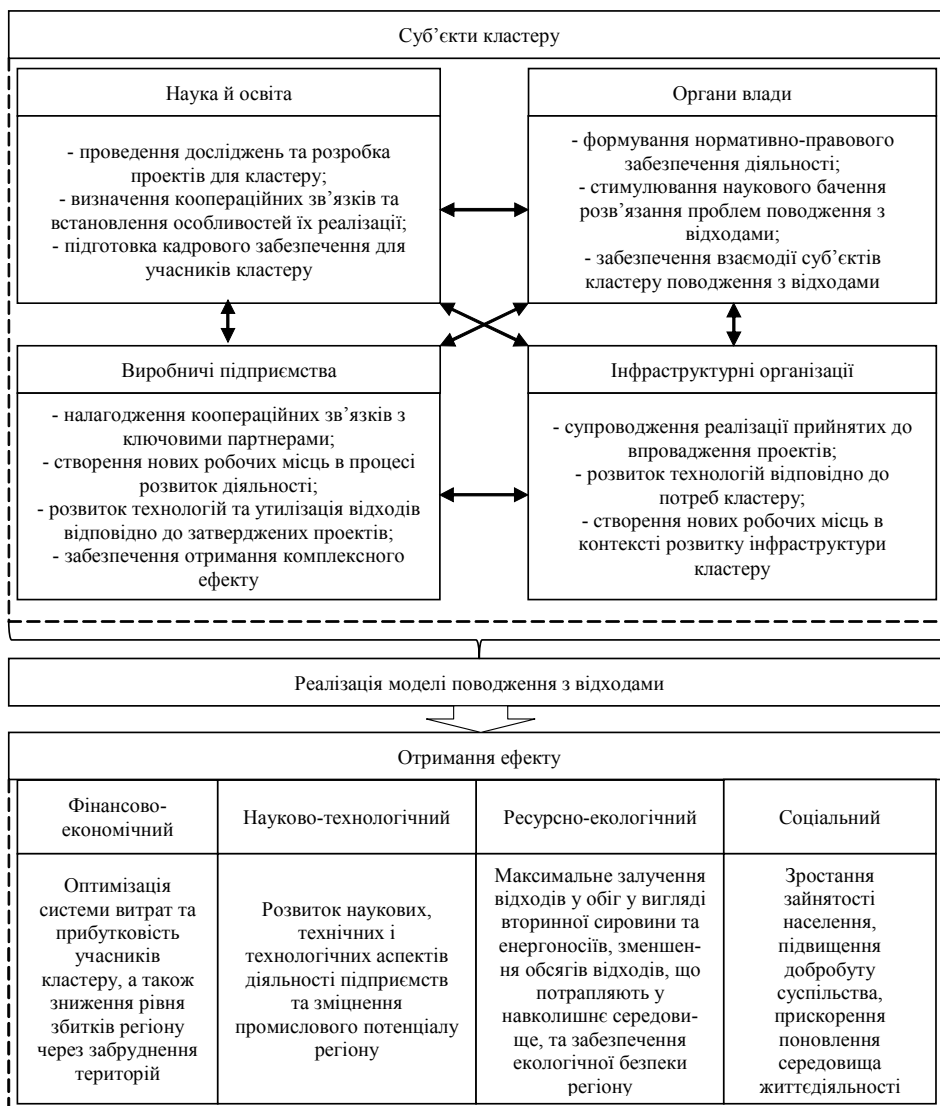 Суб’єкти кластеру
Наука й освіта
- проведення досліджень та розробка
проектів для кластеру;
- визначення коопераційних зв’язків та
встановлення особливостей їх реалізації;
- підготовка кадрового забезпечення для
учасників кластеру
Органи влади
- формування нормативно-правового
забезпечення діяльності;
- стимулювання наукового бачення
розв’язання проблем поводження з
відходами;
- забезпечення взаємодії суб’єктів
кластеру поводження з відходами
Виробничі підприємства
- налагодження коопераційних зв’язків з
ключовими партнерами;
- створення нових робочих місць в процесі
розвиток діяльності;
- розвиток технологій та утилізація відходів
відповідно до затверджених проектів;
- забезпечення отримання комплексного
ефекту
Інфраструктурні організації
- супроводження реалізації прийнятих до
впровадження проектів;
- розвиток технологій відповідно до
потреб кластеру;
- створення нових робочих місць в
контексті розвитку інфраструктури
кластеру
Реалізація моделі поводження з відходами
Отримання ефекту
Фінансово-
економічний
Науково-технологічний
Ресурсно-екологічний
Соціальний
Оптимізація
системи витрат та
прибутковість
учасників
кластеру, а також
зниження рівня
збитків регіону
через забруднення
територій
Розвиток наукових,
технічних і
технологічних аспектів
діяльності підприємств
та зміцнення
промислового потенціалу
регіону
Максимальне залучення
відходів у обіг у вигляді
вторинної сировини та
енергоносіїв, зменшен-
ня обсягів відходів, що
потрапляють у
навколишнє середови-
ще, та забезпечення
екологічної безпеки
регіону
Зростання
зайнятості
населення,
підвищення
добробуту
суспільства,
прискорення
поновлення
середовища
життєдіяльності